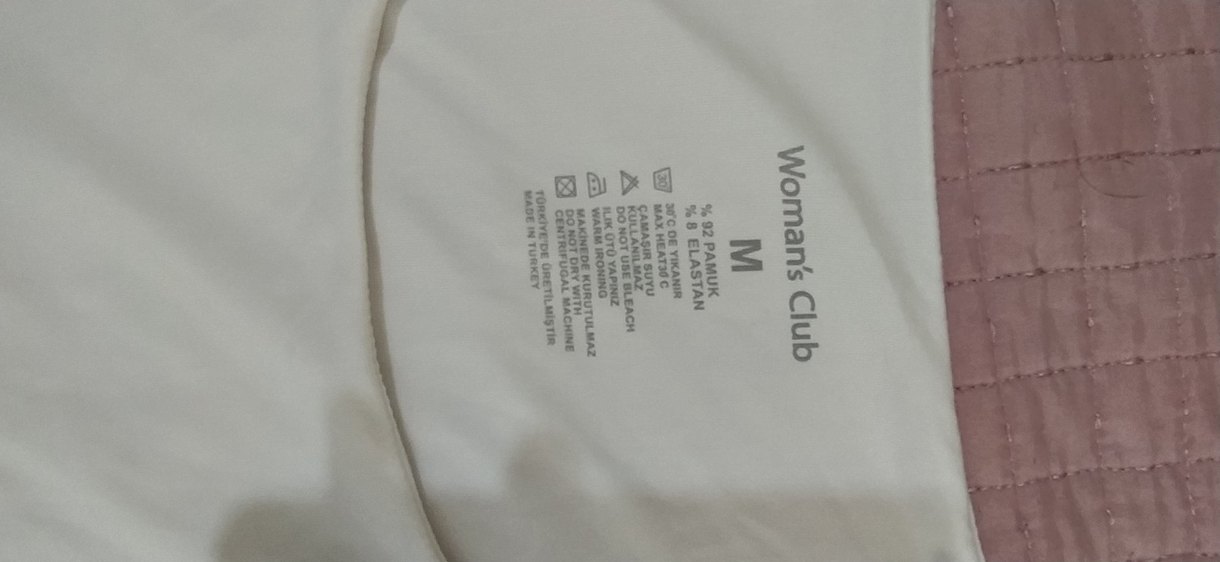 Woman's Club
M
% 92 PAMUK
% 8 ELASTAN
30
30°C DE YIKANIR
MAX HEAT30°C
ÇAMAŞIR SUYU
KULLANILMAZ
DO NOT USE BLEACH
ILIK ÜTÜ YAPINIZ
WARM IRONING
MAKİNEDE KURUTULMAZ
DO NOT DRY WITH
CENTRIFUGAL MACHINE
TÜRKİYE'DE ÜRETİLMİŞTİR
MADE IN TURKEY